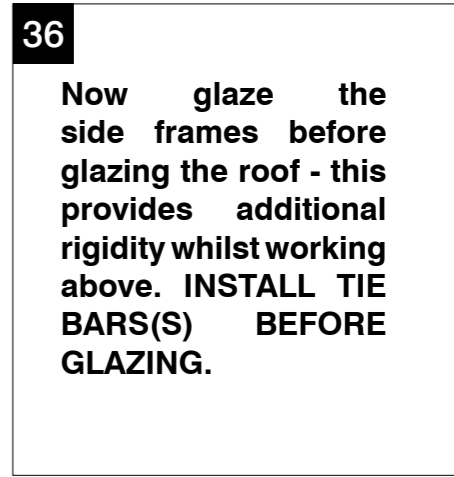 36
Now glaze the
side frames before
glazing the roof - this
provides additional
rigidity whilst working
above. INSTALL TIE
BARS(S) BEFORE
GLAZING.